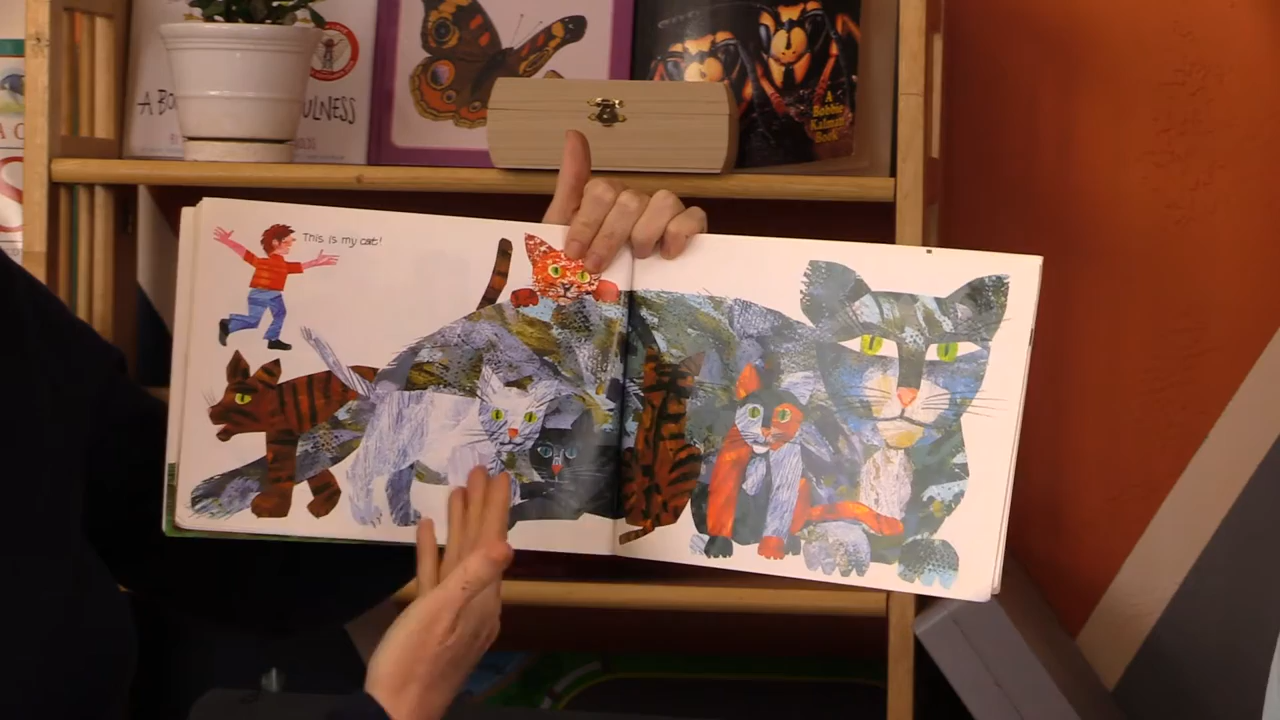 A BO ULNESS
A
Bobbie
Kalman
Book
This is my cat!